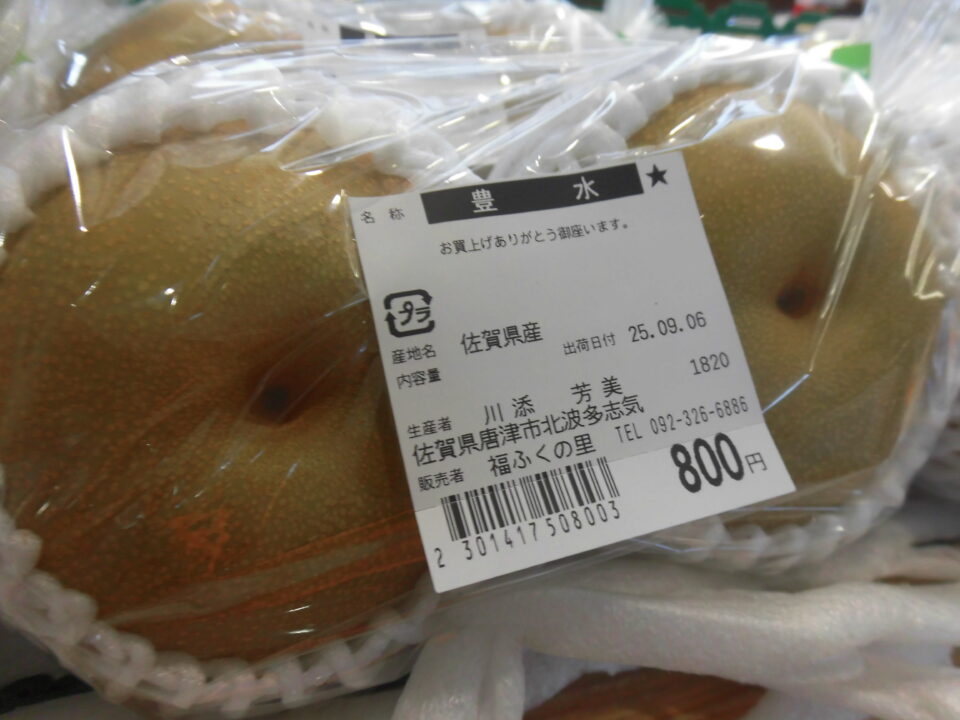 名称 豊水 ★
お買上げありがとう御座います。
プラ
産地名 佐賀県産 出荷日付 25.09.06
内容量 1820
生産者 川添 芳美
佐賀県唐津市北波多志気
販売者 福ふくの里 TEL 092-326-6886
800円
2 301417508003